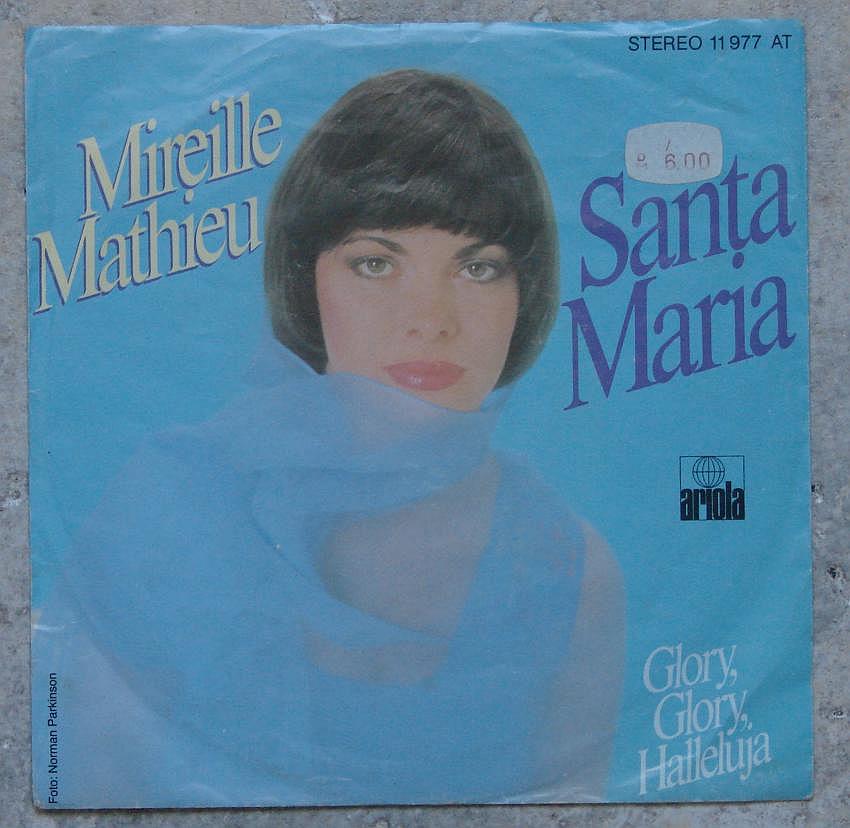 STEREO 11 977 AT
Mireille
Mathieu
6.00
Santa
Maria
ariola
Glory,
Glory,
Halleluja
Foto: Norman Parkinson